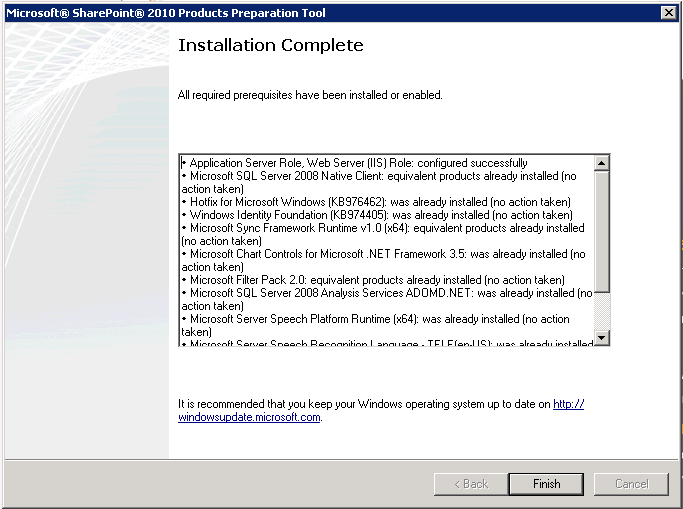 Microsoft® SharePoint® 2010 Products Preparation Tool
Installation Complete
All required prerequisites have been installed or enabled.
• Application Server Role, Web Server (IIS) Role: configured successfully
• Microsoft SQL Server 2008 Native Client: equivalent products already installed (no
action taken)
• Hotfix for Microsoft Windows (KB976462): was already installed (no action taken)
• Windows Identity Foundation (KB974405): was already installed (no action taken)
• Microsoft Sync Framework Runtime v1.0 (x64): equivalent products already installed
(no action taken)
• Microsoft Chart Controls for Microsoft .NET Framework 3.5: was already installed (no
action taken)
• Microsoft Filter Pack 2.0: equivalent products already installed (no action taken)
• Microsoft SQL Server 2008 Analysis Services ADOMD.NET: was already installed (no
action taken)
• Microsoft Server Speech Platform Runtime (x64): was already installed (no action
taken)
• Microsoft Server Speech Recognition Language - TELE(en-US): was already installed
It is recommended that you keep your Windows operating system up to date on http://
windowsupdate.microsoft.com.
< Back
Finish
Cancel